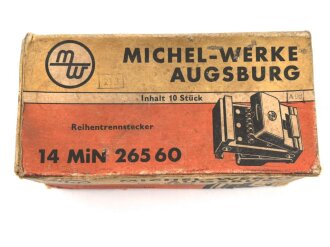 mw
MICHEL-WERKE
AUGSBURG
Inhalt 10 Stück
Reihentrennstecker
14 MiN 265 60